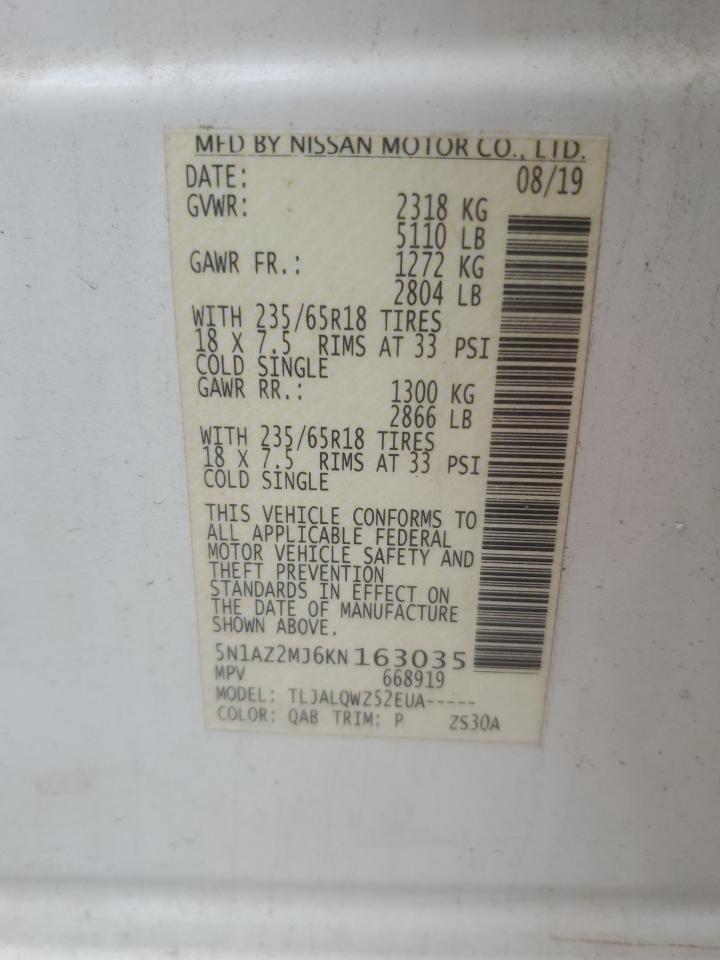 MFD BY NISSAN MOTOR CO., LTD.
DATE: 08/19
GVWR: 2318 KG
5110 LB
GAWR FR.: 1272 KG
2804 LB
WITH 235/65R18 TIRES
18 X 7.5 RIMS AT 33 PSI
COLD SINGLE
GAWR RR.: 1300 KG
2866 LB
WITH 235/65R18 TIRES
18 X 7.5 RIMS AT 33 PSI
COLD SINGLE
THIS VEHICLE CONFORMS TO
ALL APPLICABLE FEDERAL
MOTOR VEHICLE SAFETY AND
THEFT PREVENTION
STANDARDS IN EFFECT ON
THE DATE OF MANUFACTURE
SHOWN ABOVE.
5N1AZ2MJ6KN163035
MPV 668919
MODEL: TLJALQWZ52EUA-----
COLOR: QAB TRIM: P ZS30A